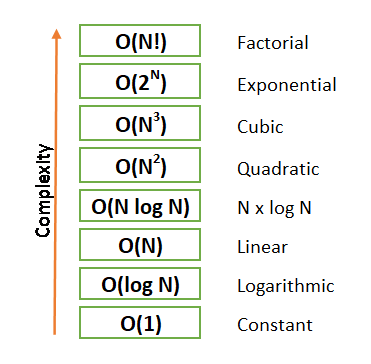 O(N!) Factorial
O(2^N) Exponential
O(N^3) Cubic
O(N^2) Quadratic
O(N log N) N x log N
O(N) Linear
O(log N) Logarithmic
O(1) Constant
Complexity